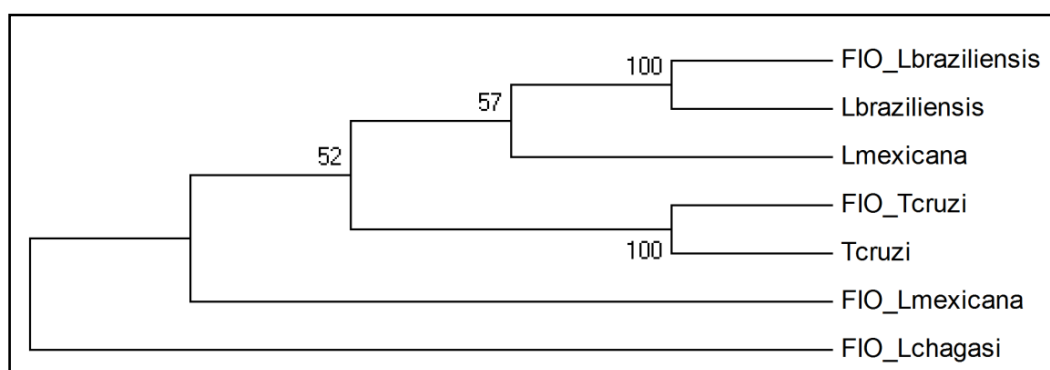 FIO_Lbraziliensis
100
Lbraziliensis
57
Lmexicana
52
FIO_Tcruzi
100
Tcruzi
FIO_Lmexicana
FIO_Lchagasi